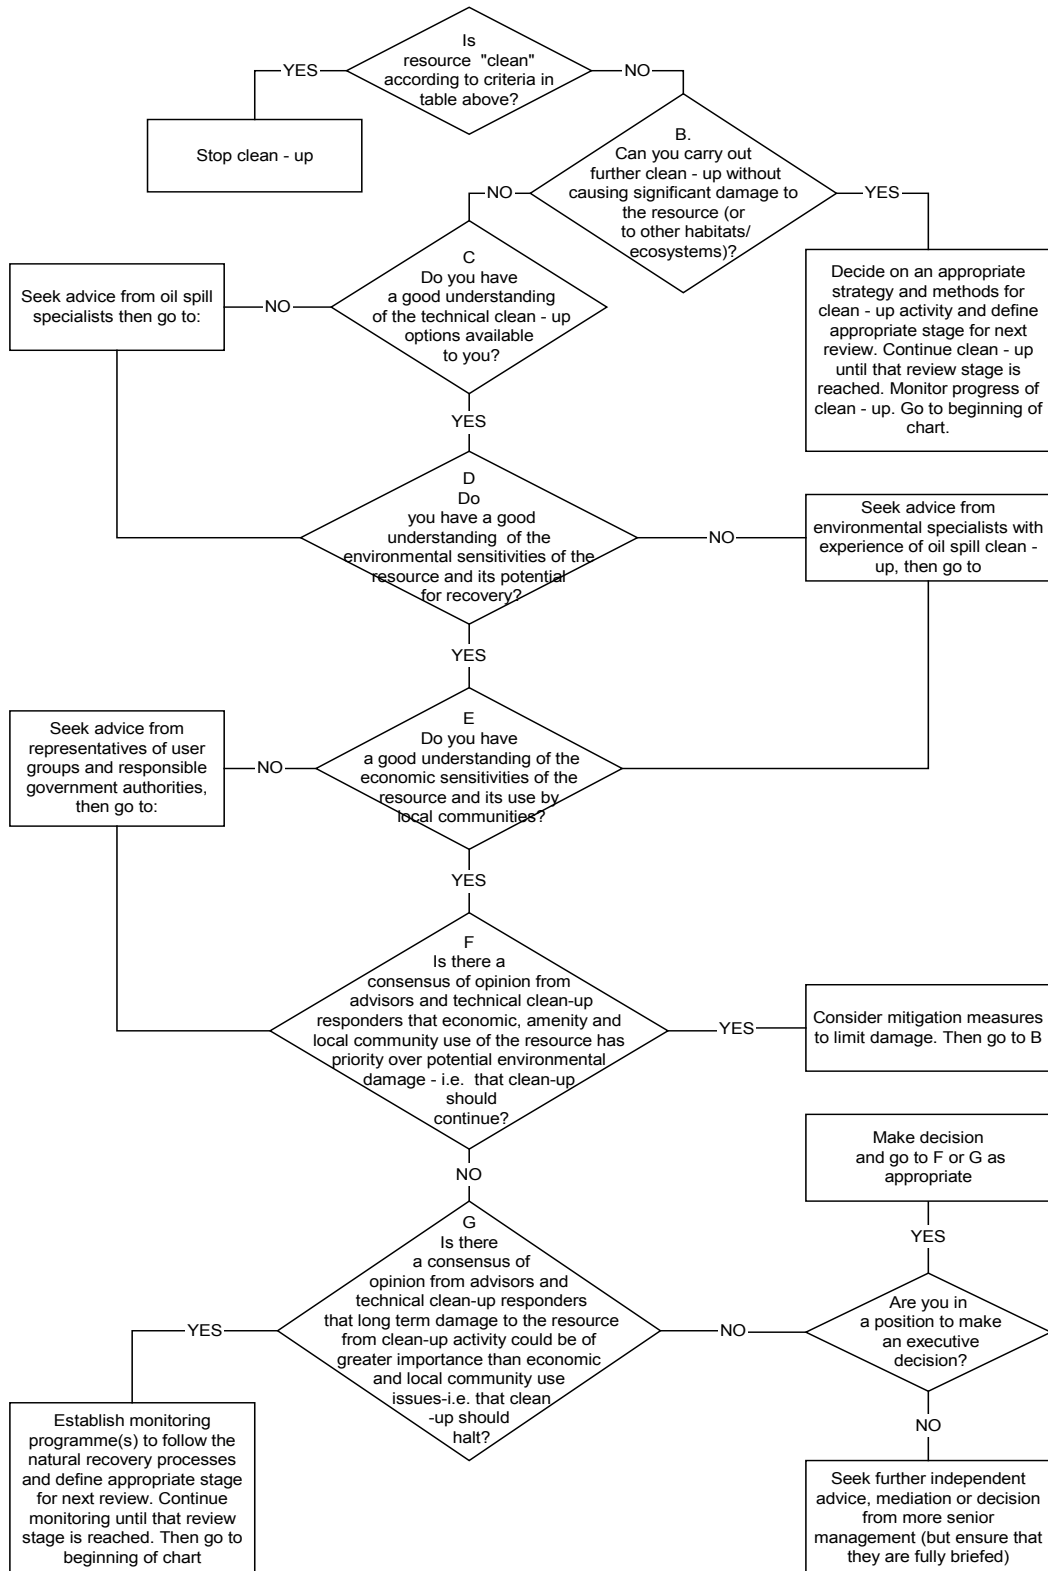 Is
resource "clean"
according to criteria in
table above?
YES
NO
Stop clean - up
B.
Can you carry out
further clean - up without
causing significant damage to
the resource (or
to other habitats/
ecosystems)?
NO
YES
Decide on an appropriate
strategy and methods for
clean - up activity and define
appropriate stage for next
review. Continue clean - up
until that review stage is
reached. Monitor progress of
clean - up. Go to beginning of
chart.
C
Do you have
a good understanding
of the technical clean - up
options available
to you?
NO
Seek advice from oil spill
specialists then go to:
YES
D
Do
you have a good
understanding of the
environmental sensitivities of the
resource and its potential
for recovery?
NO
Seek advice from
environmental specialists with
experience of oil spill clean -
up, then go to
YES
E
Do you have
a good understanding of the
economic sensitivities of the
resource and its use by
local communities?
NO
Seek advice from
representatives of user
groups and responsible
government authorities,
then go to:
YES
F
Is there a
consensus of opinion from
advisors and technical clean-up
responders that economic, amenity and
local community use of the resource has
priority over potential environmental
damage - i.e. that clean-up
should
continue?
YES
Consider mitigation measures
to limit damage. Then go to B
NO
G
Is there
a consensus of
opinion from advisors and
technical clean-up responders
that long term damage to the resource
from clean-up activity could be of
greater importance than economic
and local community use
issues-i.e. that clean
-up should
halt?
YES
Establish monitoring
programme(s) to follow the
natural recovery processes
and define appropriate stage
for next review. Continue
monitoring until that review
stage is reached. Then go to
beginning of chart
NO
Are you in
a position to make
an executive
decision?
YES
Make decision
and go to F or G as
appropriate
NO
Seek further independent
advice, mediation or decision
from more senior
management (but ensure that
they are fully briefed)